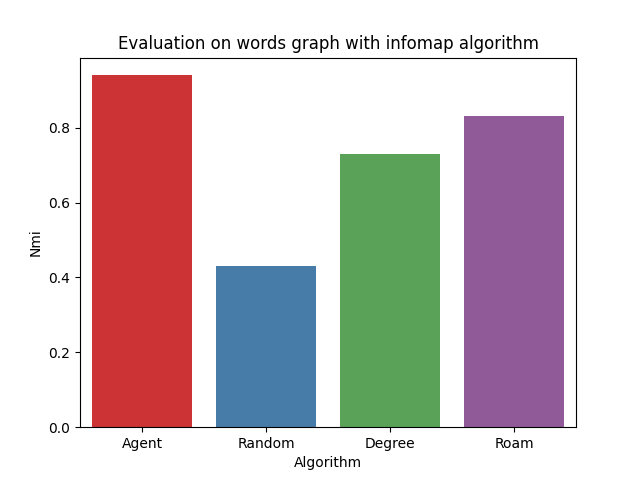 Evaluation on words graph with infomap algorithm
Nmi
0.8
0.6
0.4
0.2
0.0
Agent
Random
Degree
Roam
Algorithm